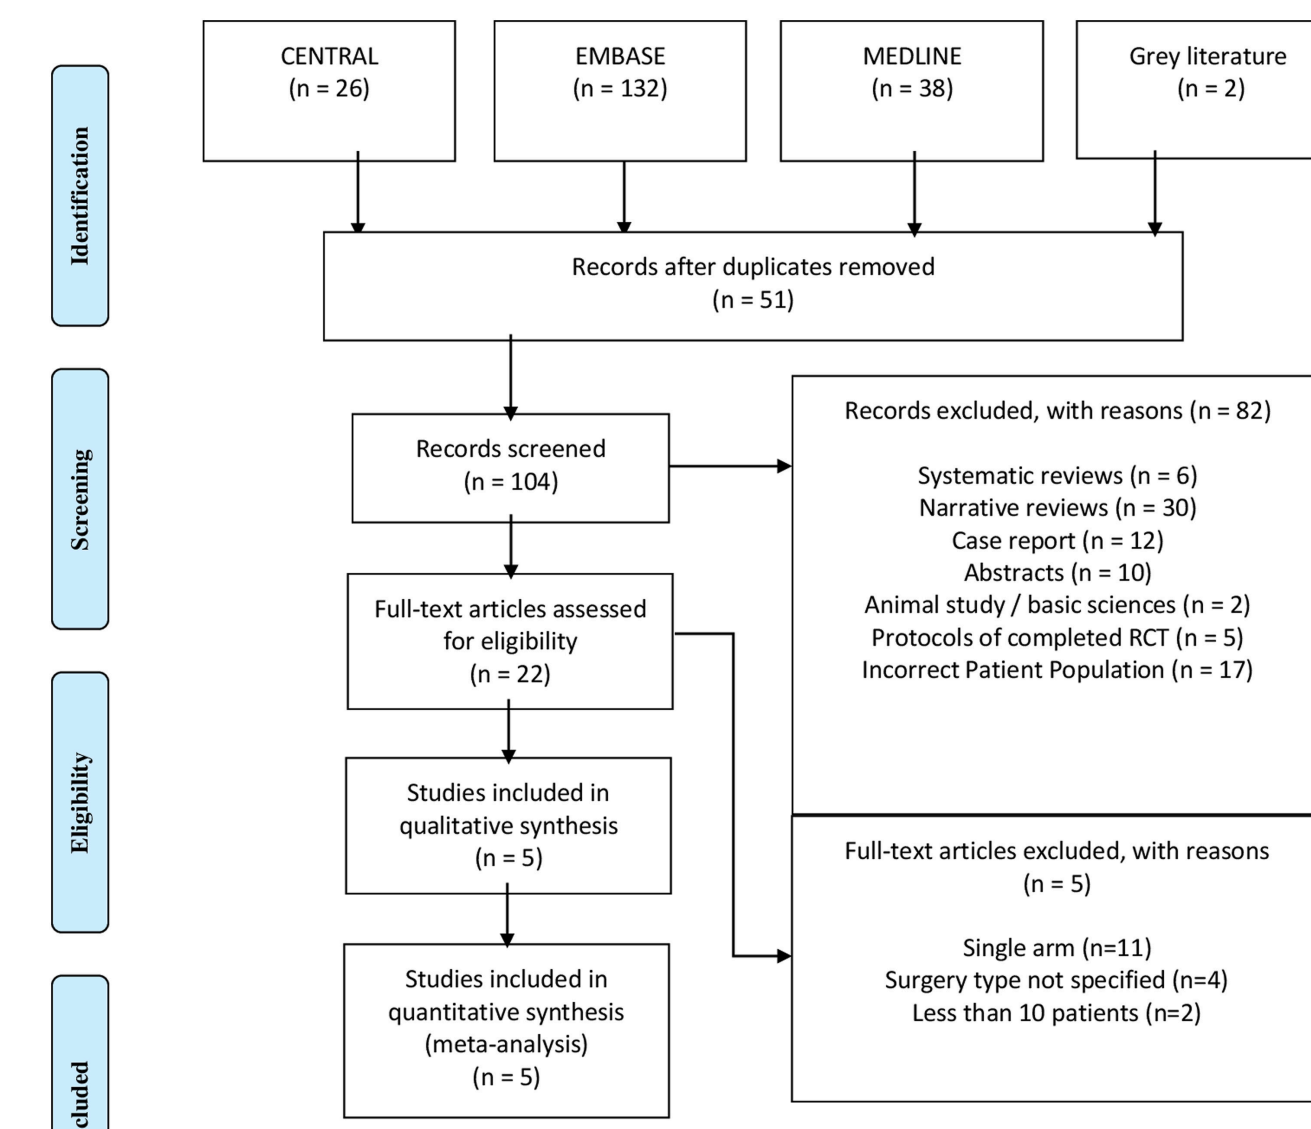 CENTRAL
(n = 26)
EMBASE
(n = 132)
MEDLINE
(n = 38)
Grey literature
(n = 2)
Identification
Records after duplicates removed
(n = 51)
Screening
Records screened
(n = 104)
Records excluded, with reasons (n = 82)
Systematic reviews (n = 6)
Narrative reviews (n = 30)
Case report (n = 12)
Abstracts (n = 10)
Animal study / basic sciences (n = 2)
Protocols of completed RCT (n = 5)
Incorrect Patient Population (n = 17)
Full-text articles assessed
for eligibility
(n = 22)
Eligibility
Studies included in
qualitative synthesis
(n = 5)
Full-text articles excluded, with reasons
(n = 5)
Single arm (n=11)
Surgery type not specified (n=4)
Less than 10 patients (n=2)
Studies included in
quantitative synthesis
(meta-analysis)
(n = 5)
cluded